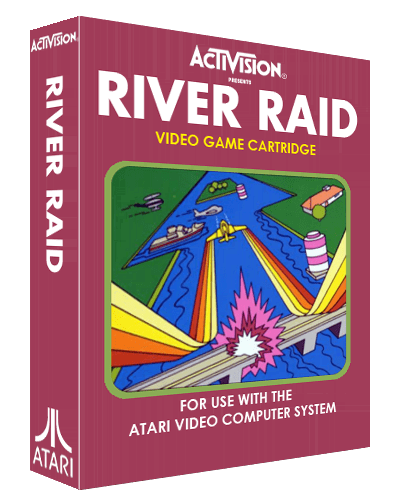 ACTIVISION®
RIVER RAID
ATARI
ACTIVISION®
PRESENTS
RIVER RAID
VIDEO GAME CARTRIDGE
FOR USE WITH THE
ATARI VIDEO COMPUTER SYSTEM